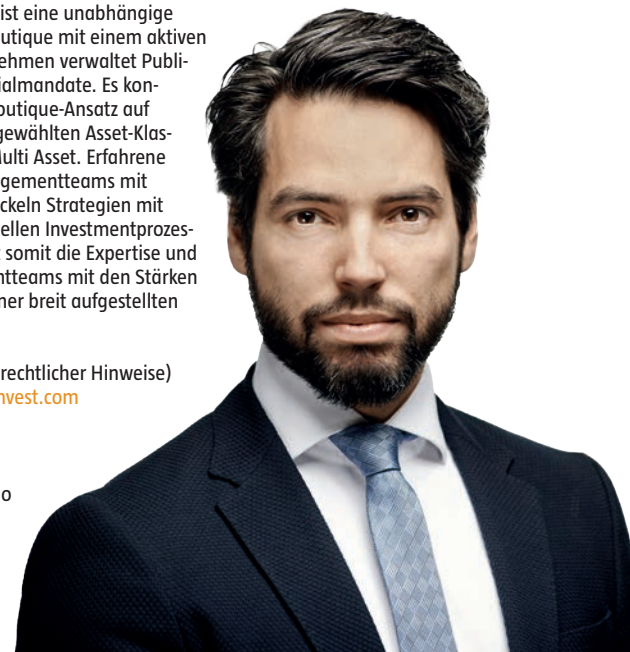 ist eine unabhängige
utique mit einem aktiven
ehmen verwaltet Publi-
ialmandate. Es kon-
outique-Ansatz auf
gewählten Asset-Klas-
Multi Asset. Erfahrene
gementteams mit
ckeln Strategien mit
ellen Investmentprozes-
t somit die Expertise und
ntteams mit den Stärken
ner breit aufgestellten
rechtlicher Hinweise)
nvest.com
o